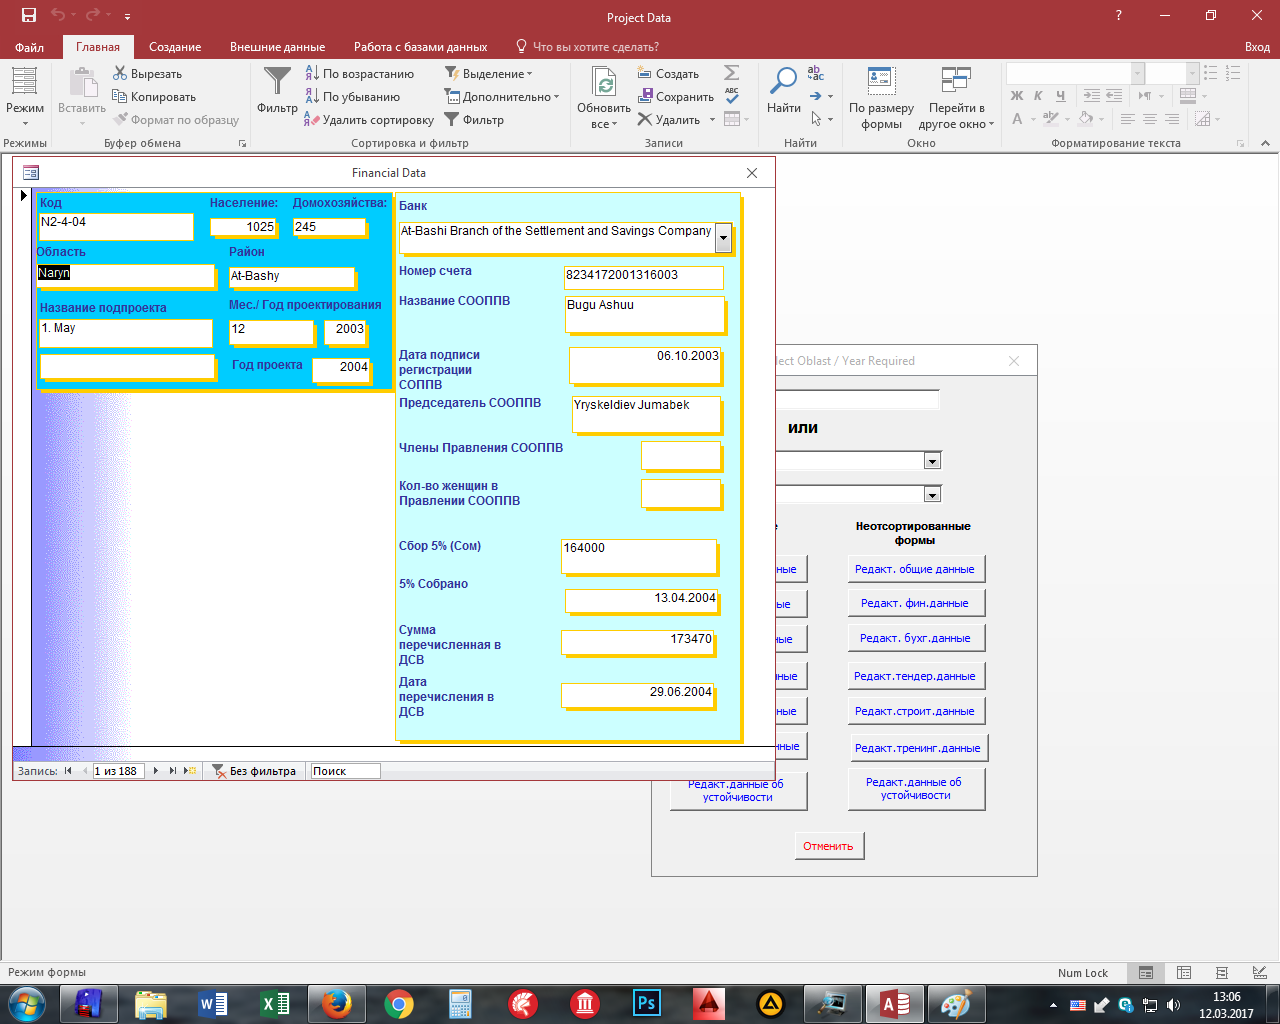 Project Data
?
Файл
Главная
Создание
Внешние данные
Работа с базами данных
Что вы хотите сделать?
Вход
Режим
Режимы
Вставить
Вырезать
Копировать
Формат по образцу
Буфер обмена
Фильтр
По возрастанию
По убыванию
Удалить сортировку
Выделение
Дополнительно
Фильтр
Сортировка и фильтр
Обновить
все
Создать
Сохранить
Удалить
Записи
Найти
Найти
По размеру
формы
Перейти в
другое окно
Окно
Ж К Ч
Форматирование текста
Financial Data
Код
N2-4-04
Население:
1025
Домохозяйства:
245
Область
Naryn
Район
At-Bashy
Название подпроекта
1. May
Мес./ Год проектирования
12
2003
Год проекта
2004
Банк
At-Bashi Branch of the Settlement and Savings Company
Номер счета
8234172001316003
Название СООППВ
Bugu Ashuu
Дата подписи
регистрации
СОППВ
06.10.2003
Председатель СООППВ
Yryskeldiev Jumabek
Члены Правления СООППВ
Кол-во женщин в
Правлении СООППВ
Сбор 5% (Сом)
164000
5% Собрано
13.04.2004
Сумма
перечисленная в
ДСВ
173470
Дата
перечисления в
ДСВ
29.06.2004
Запись:
1 из 188
Без фильтра
Поиск
lect Oblast / Year Required
или
Неотсортированные
формы
Редакт. общие данные
Редакт. фин.данные
Редакт. бухг.данные
Редакт.тендер.данные
Редакт.строит.данные
Редакт.тренинг.данные
Редакт.данные об
устойчивости
Редакт.данные об
устойчивости
Отменить
Режим формы
Num Lock
13:06
12.03.2017